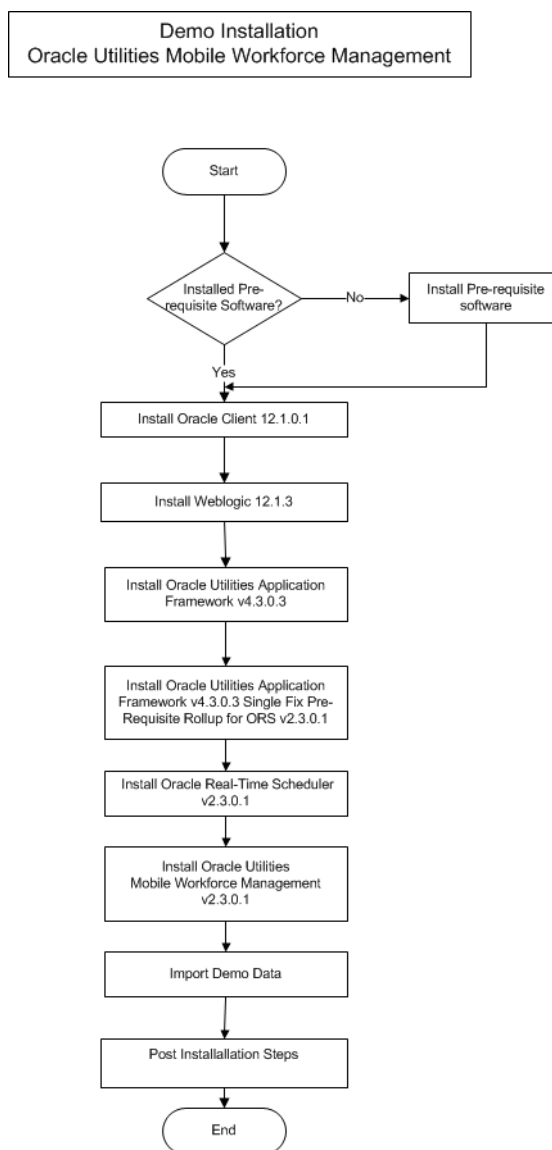 Demo Installation
Oracle Utilities Mobile Workforce Management
Start
Installed Pre-
requisite Software?
No
Install Pre-requisite
software
Yes
Install Oracle Client 12.1.0.1
Install Weblogic 12.1.3
Install Oracle Utilities Application
Framework v4.3.0.3
Install Oracle Utilities Application
Framework v4.3.0.3 Single Fix Pre-
Requisite Rollup for ORS v2.3.0.1
Install Oracle Real-Time Scheduler
v2.3.0.1
Install Oracle Utilities
Mobile Workforce Management
v2.3.0.1
Import Demo Data
Post Installallation Steps
End